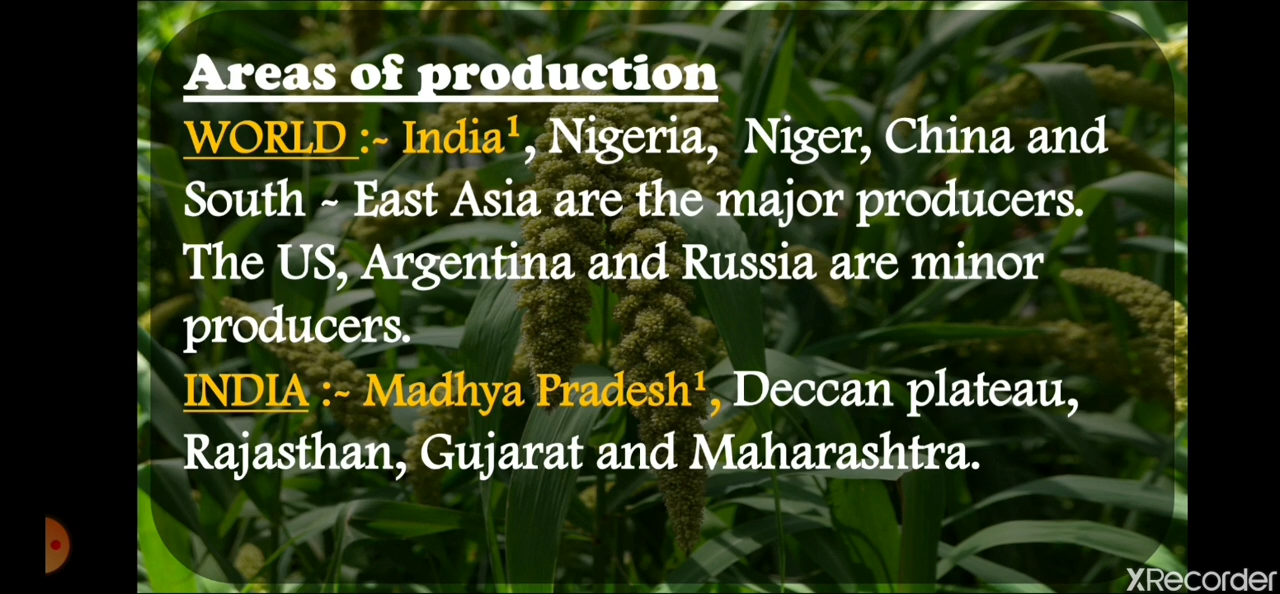 Areas of production
WORLD :~ India¹, Nigeria, Niger, China and
South ~ East Asia are the major producers.
The US, Argentina and Russia are minor
producers.
INDIA :~ Madhya Pradesh¹, Deccan plateau,
Rajasthan, Gujarat and Maharashtra.
XRecorder